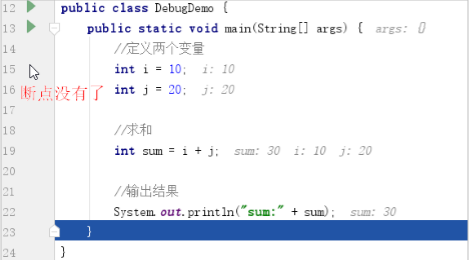 12 public class DebugDemo {
13 public static void main(String[] args) { args: []
14 //定义两个变量
15 int i = 10; i: 10
断点没有了
16 int j = 20; j: 20
17
18 //求和
19 int sum = i + j; sum: 30 i: 10 j: 20
20
21 //输出结果
22 System.out.println("sum:" + sum); sum: 30
23 }
24 }